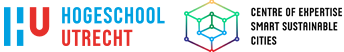 HU HOGESCHOOL
UTRECHT
CENTRE OF EXPERTISE
SMART SUSTAINABLE
CITIES